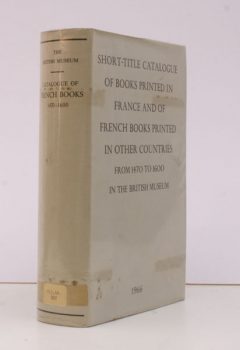 THE
BRITISH MUSEUM
CATALOGUE OF
FRENCH BOOKS
1470-1600
SHORT-TITLE CATALOGUE
OF BOOKS PRINTED IN
FRANCE AND OF
FRENCH BOOKS PRINTED
IN OTHER COUNTRIES
FROM 1470 TO 1600
IN THE BRITISH MUSEUM
1966